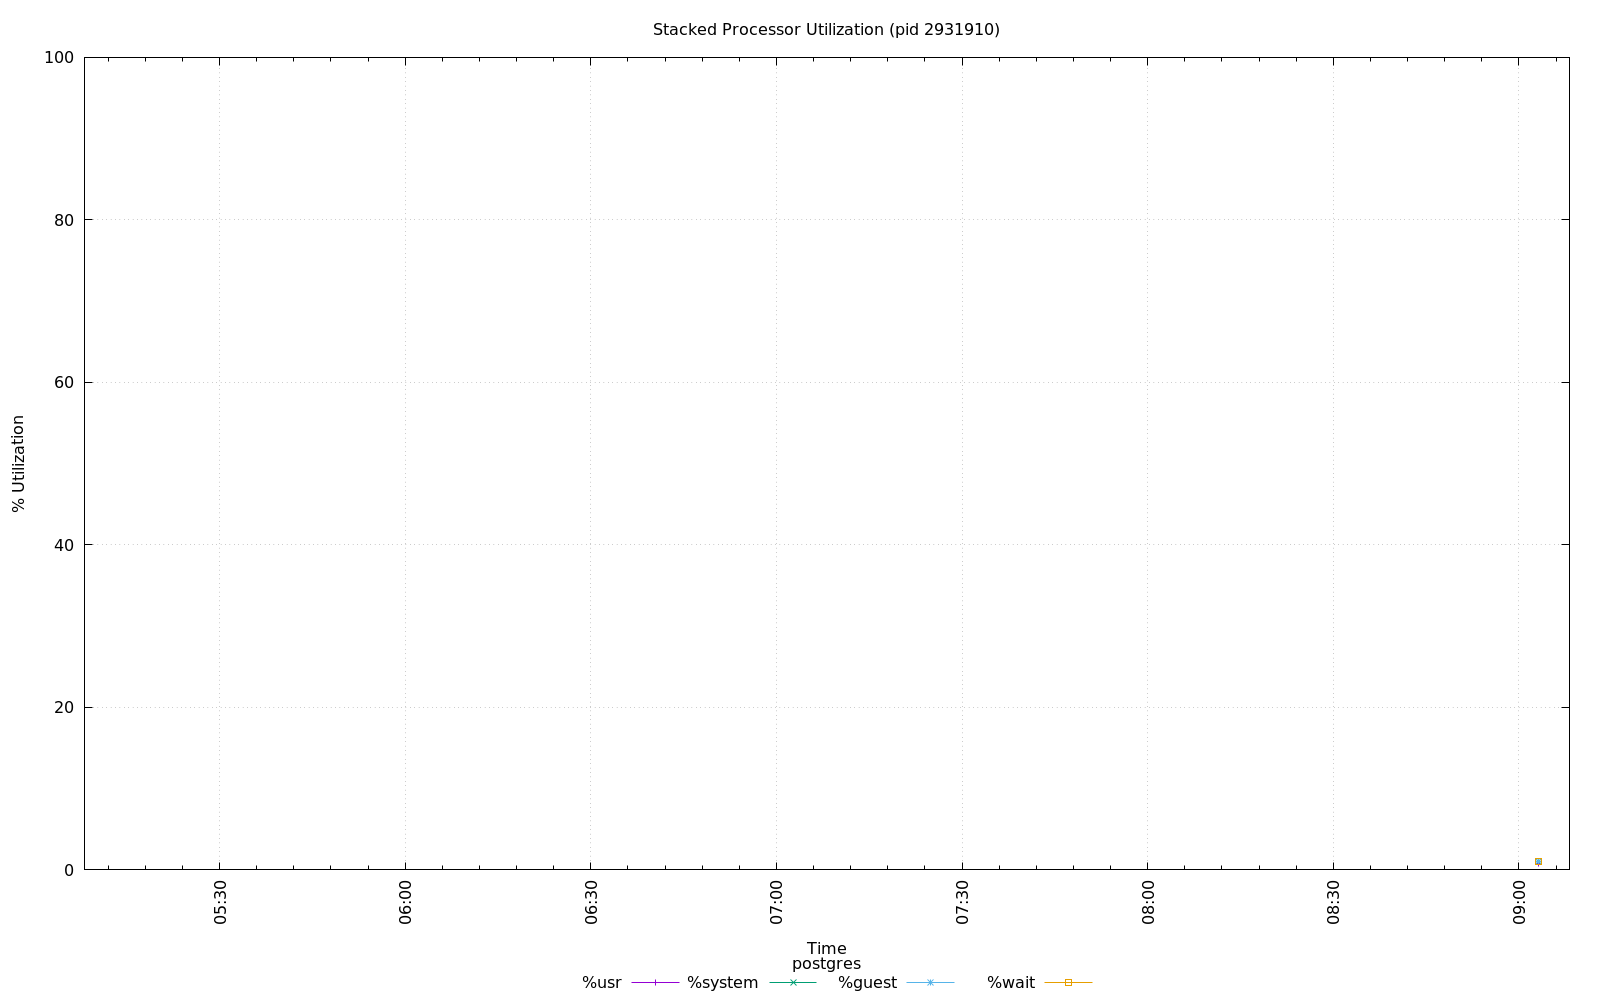 Stacked Processor Utilization (pid 2931910)
100
80
60
40
20
0
% Utilization
05:30
06:00
06:30
07:00
07:30
08:00
08:30
09:00
Time
postgres
%usr %system %guest %wait